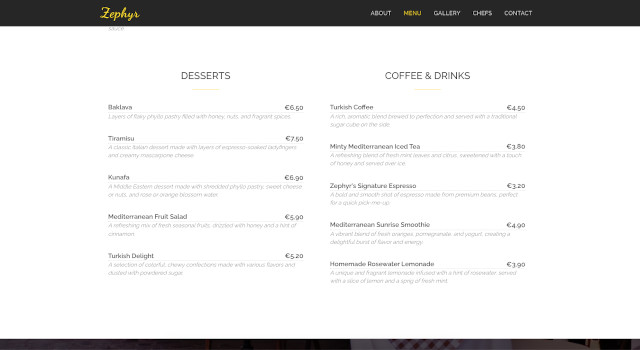 Zephyr
ABOUT MENU GALLERY CHEFS CONTACT
sauce.
DESSERTS
Baklava €6.50
Layers of flaky phyllo pastry filled with honey, nuts, and fragrant spices.
Tiramisu €7.50
A classic Italian dessert made with layers of espresso-soaked ladyfingers
and creamy mascarpone cheese.
Kunafa €6.90
A Middle Eastern dessert made with shredded phyllo pastry, sweet cheese
or nuts, and rose or orange blossom water.
Mediterranean Fruit Salad €5.90
A refreshing mix of fresh seasonal fruits, drizzled with honey and a hint of
cinnamon.
Turkish Delight €5.20
A selection of colorful, chewy confections made with various flavors and
dusted with powdered sugar.
COFFEE & DRINKS
Turkish Coffee €4.50
A rich, aromatic blend brewed to perfection and served with a traditional
sugar cube on the side.
Minty Mediterranean Iced Tea €3.80
A refreshing blend of fresh mint leaves and citrus, sweetened with a touch
of honey and served over ice.
Zephyr's Signature Espresso €3.20
A bold and smooth shot of espresso made from premium beans, perfect
for a quick pick-me-up.
Mediterranean Sunrise Smoothie €4.90
A vibrant blend of fresh oranges, pomegranate, and yogurt, creating a
delightful burst of flavor and energy.
Homemade Rosewater Lemonade €3.90
A unique and fragrant lemonade infused with a hint of rosewater, served
with a slice of lemon and a sprig of fresh mint.